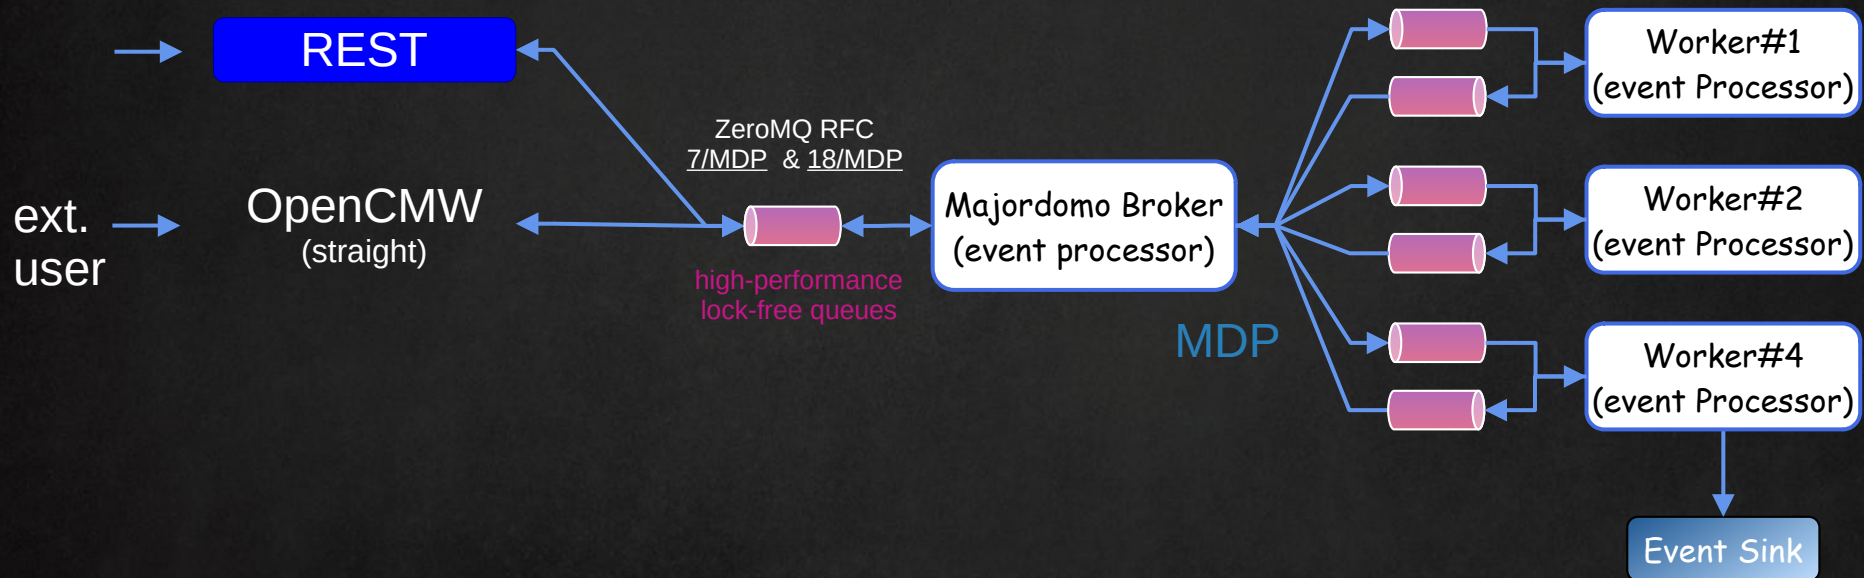 REST
ext.
user
OpenCMW
(straight)
ZeroMQ RFC
7/MDP & 18/MDP
high-performance
lock-free queues
Majordomo Broker
(event processor)
MDP
Worker#1
(event Processor)
Worker#2
(event Processor)
Worker#4
(event Processor)
Event Sink